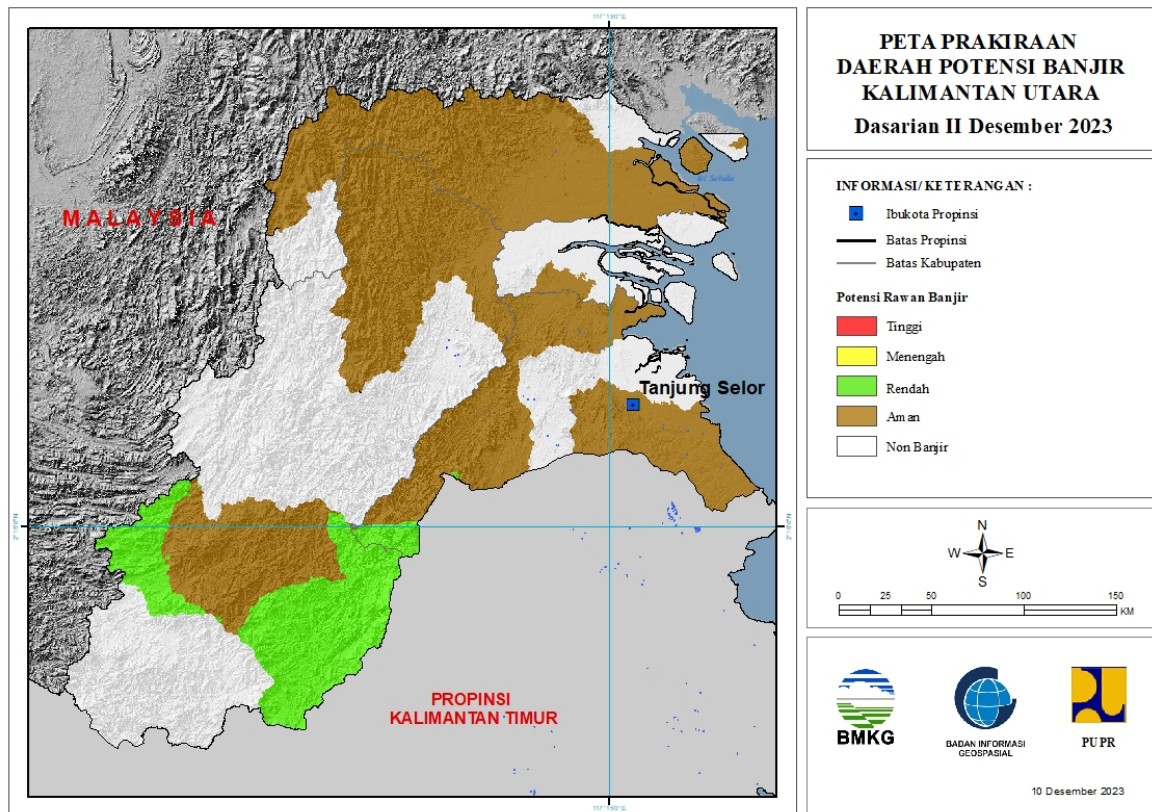 PETA PRAKIRAAN
DAERAH POTENSI BANJIR
KALIMANTAN UTARA
Dasarian II Desember 2023
INFORMASI/ KETERANGAN :
Ibukota Propinsi
Batas Propinsi
Batas Kabupaten
Potensi Rawan Banjir
Tinggi
Menengah
Rendah
Aman
Non Banjir
N
W E
S
0 25 50 100 150
KM
BMKG
BADAN INFORMASI
GEOSPASIAL
PUPR
10 Desember 2023
MALAYSIA
Tanjung Selor
PROPINSI
KALIMANTAN TIMUR